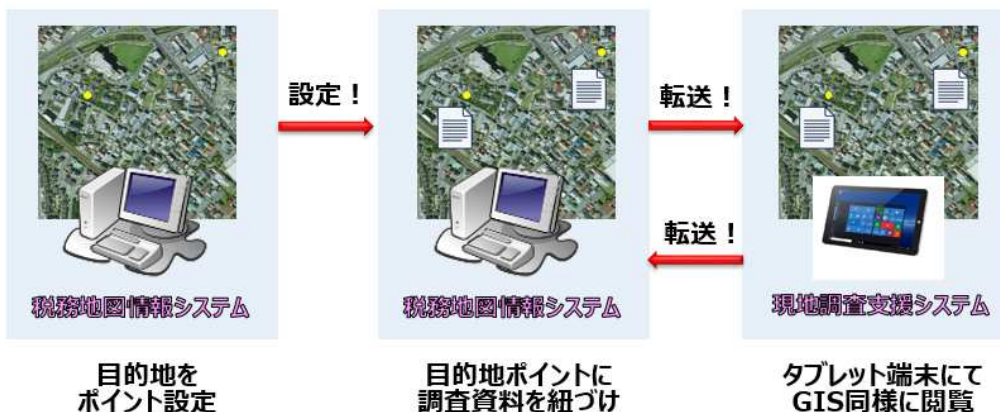 設定！
転送！
転送！
税務地図情報システム
税務地図情報システム
現地調査支援システム
目的地を
ポイント設定
目的地ポイントに
調査資料を紐づけ
タブレット端末にて
GIS同様に閲覧